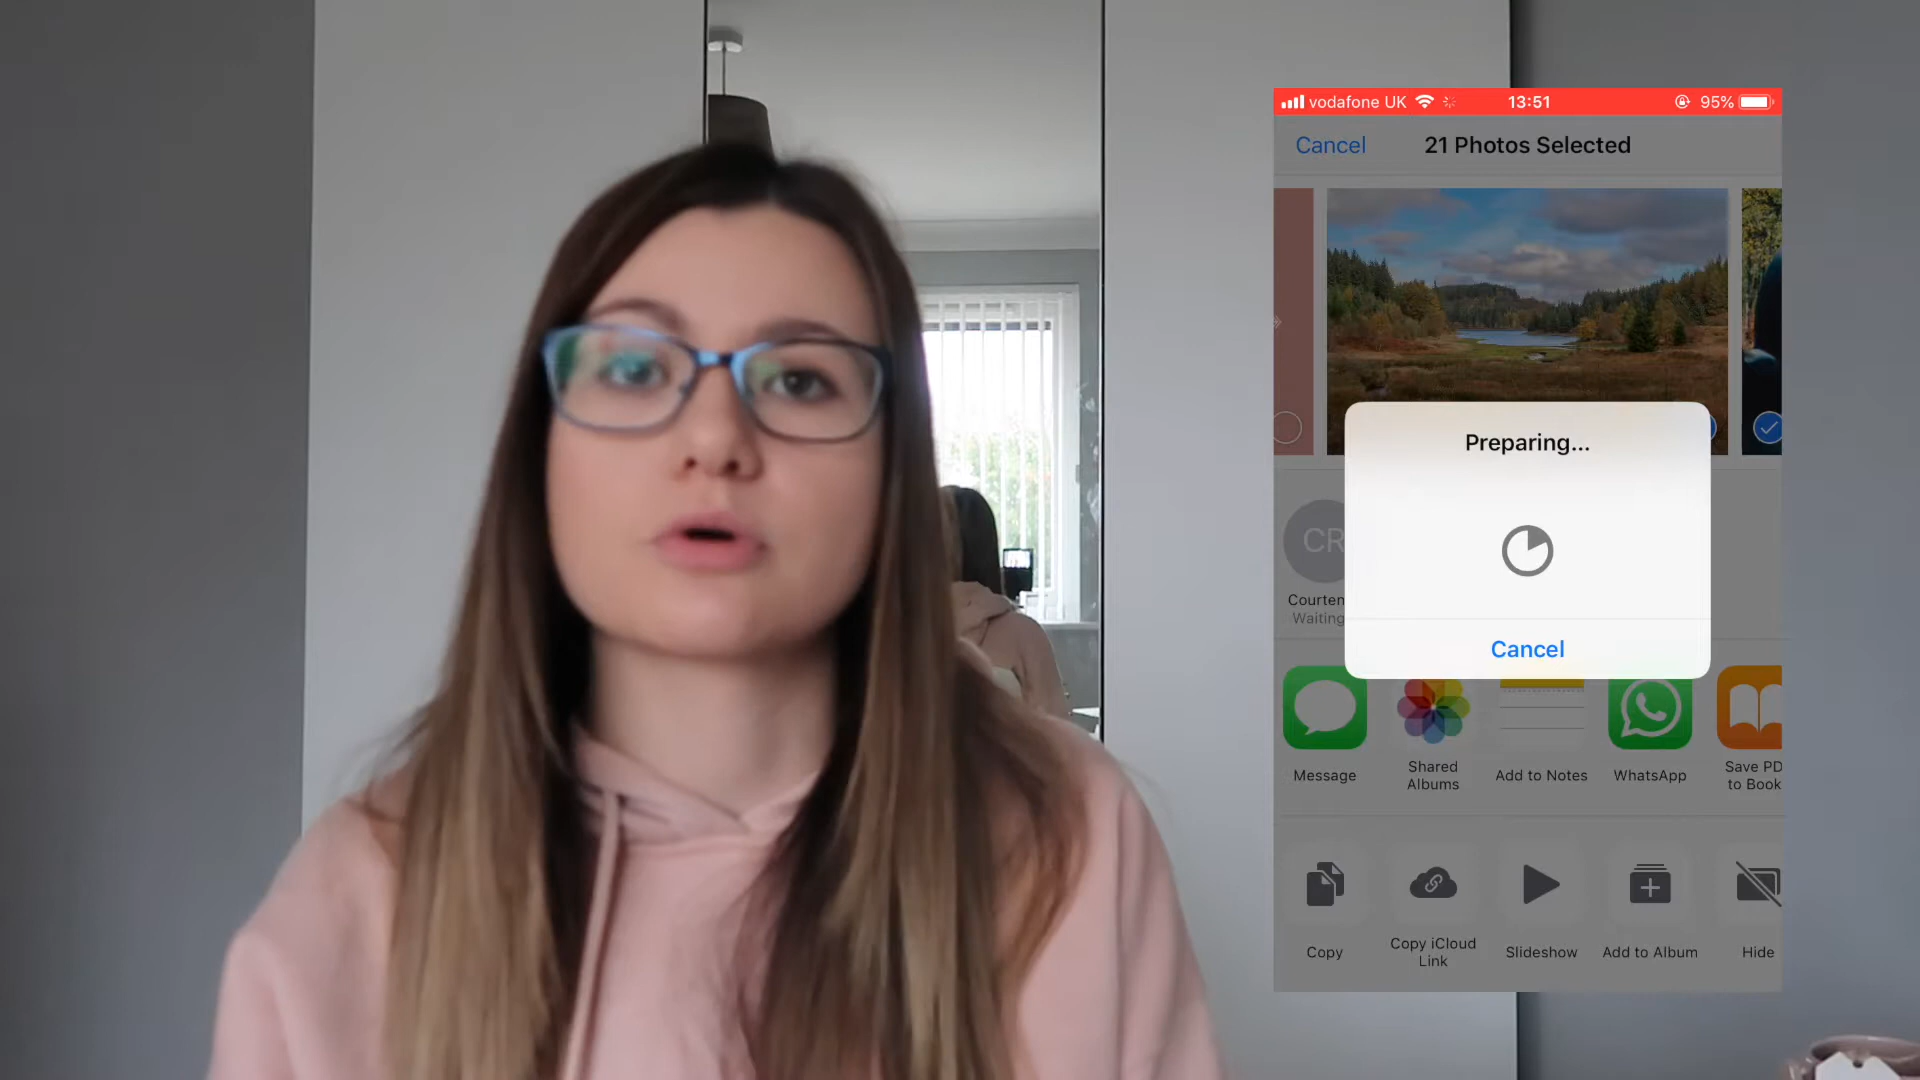 vodafone UK 13:51 95%
Cancel 21 Photos Selected
Preparing...
CR
Courten
Waiting
Cancel
Message
Shared
Albums
Add to Notes
WhatsApp
Save PD
to Book
Copy
Copy iCloud
Link
Slideshow
Add to Album
Hide